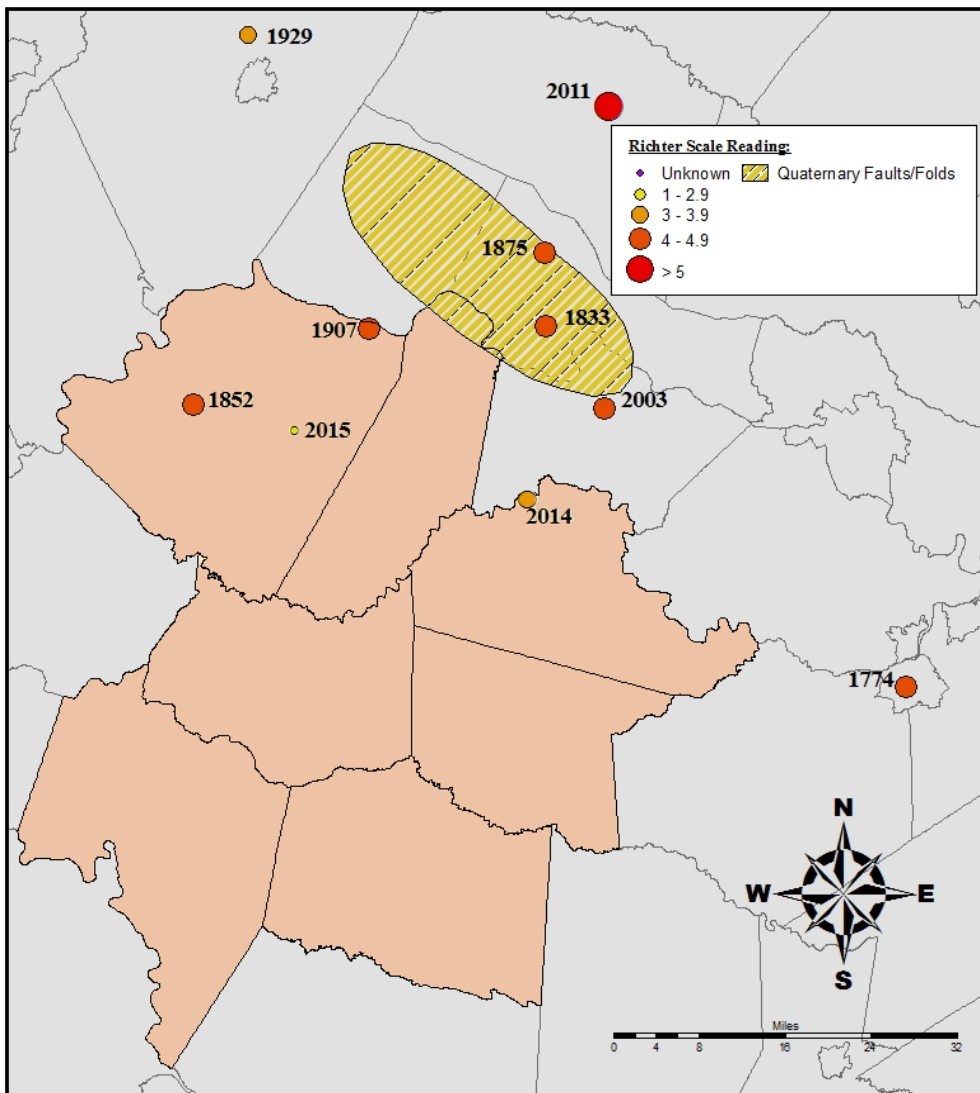 1929
2011
Richter Scale Reading:
Unknown
Quaternary Faults/Folds
1 - 2.9
3 - 3.9
4 - 4.9
> 5
1875
1907
1833
1852
2003
2015
2014
1774
N
W
E
S
Miles
0 4 8 16 24 32